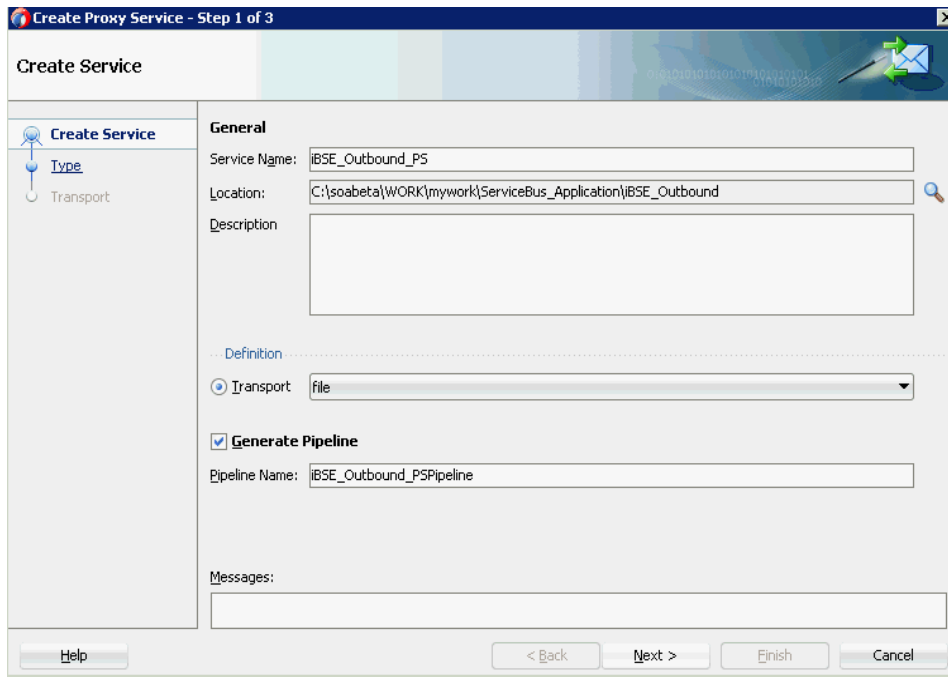 Create Proxy Service - Step 1 of 3
Create Service
Create Service
Type
Transport
General
Service Name: iBSE_Outbound_PS
Location: C:\soabeta\WORK\mywork\ServiceBus_Application\iBSE_Outbound
Description
Definition
Transport file
Generate Pipeline
Pipeline Name: iBSE_Outbound_PSPipeline
Messages:
Help < Back Next > Finish Cancel